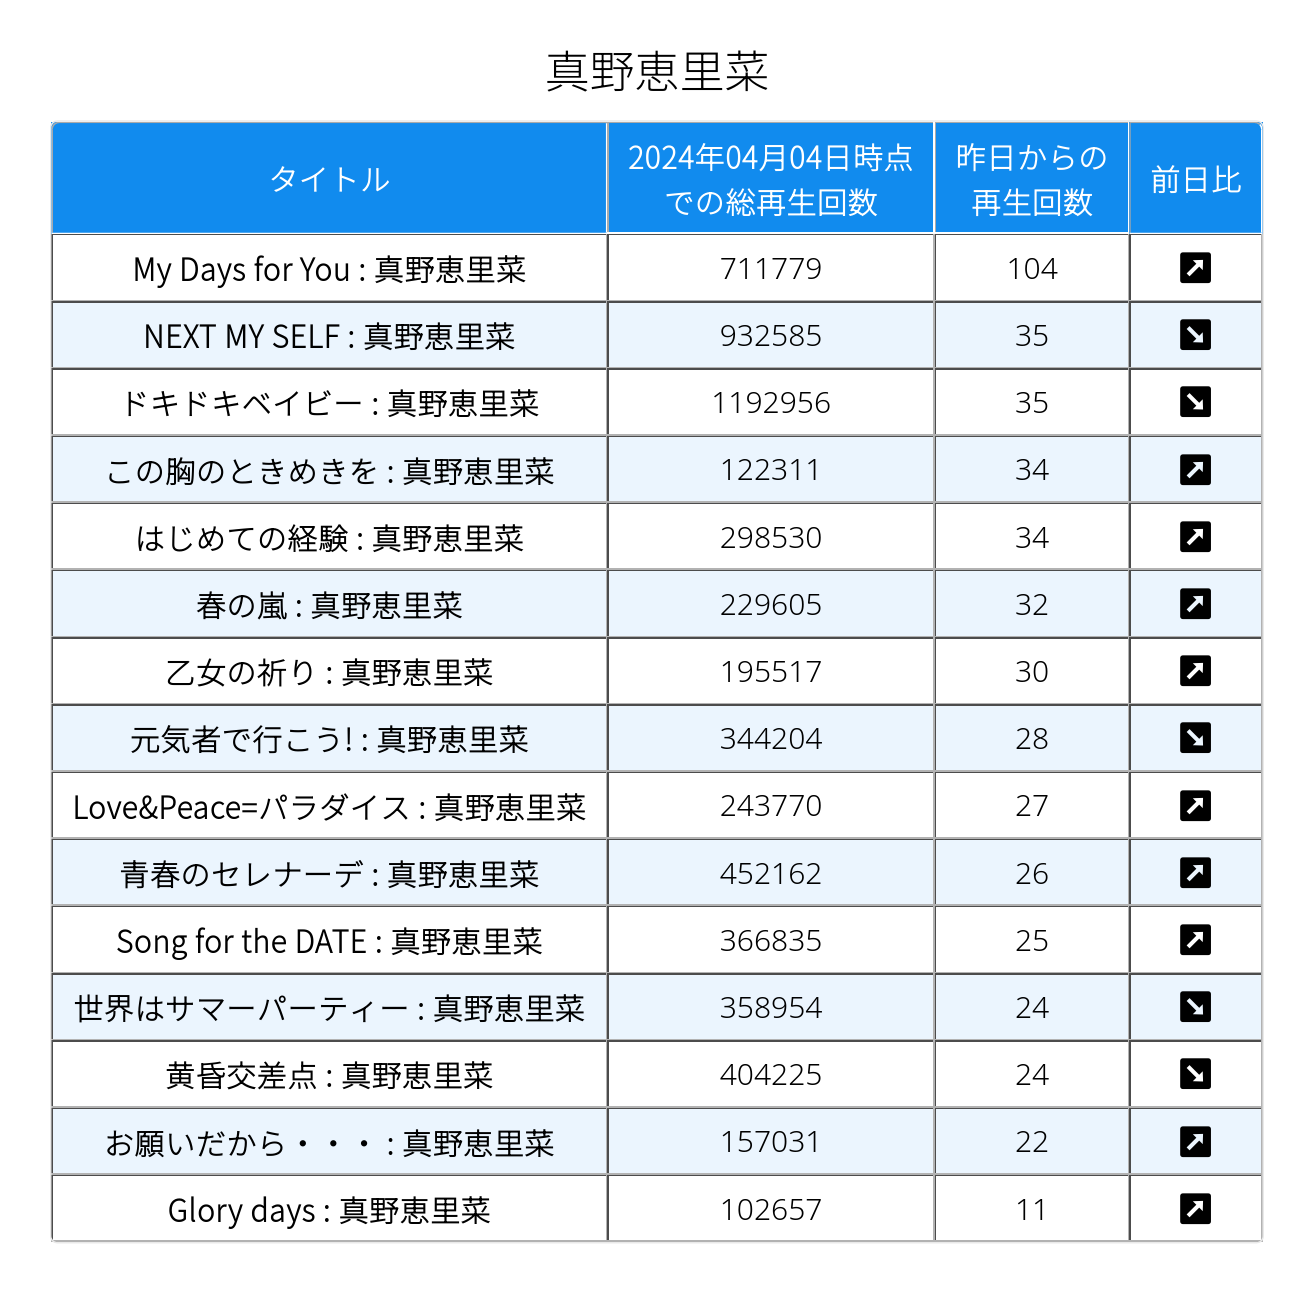 真野恵里菜
タイトル 2024年04月04日時点での総再生回数 昨日からの再生回数 前日比
My Days for You : 真野恵里菜 711779 104 ↗
NEXT MY SELF : 真野恵里菜 932585 35 ↘
ドキドキベイビー : 真野恵里菜 1192956 35 ↘
この胸のときめきを : 真野恵里菜 122311 34 ↗
はじめての経験 : 真野恵里菜 298530 34 ↗
春の嵐 : 真野恵里菜 229605 32 ↗
乙女の祈り : 真野恵里菜 195517 30 ↗
元気者で行こう! : 真野恵里菜 344204 28 ↘
Love&Peace=パラダイス : 真野恵里菜 243770 27 ↗
青春のセレナーデ : 真野恵里菜 452162 26 ↗
Song for the DATE : 真野恵里菜 366835 25 ↗
世界はサマーパーティー : 真野恵里菜 358954 24 ↘
黄昏交差点 : 真野恵里菜 404225 24 ↘
お願いだから・・・ : 真野恵里菜 157031 22 ↗
Glory days : 真野恵里菜 102657 11 ↗